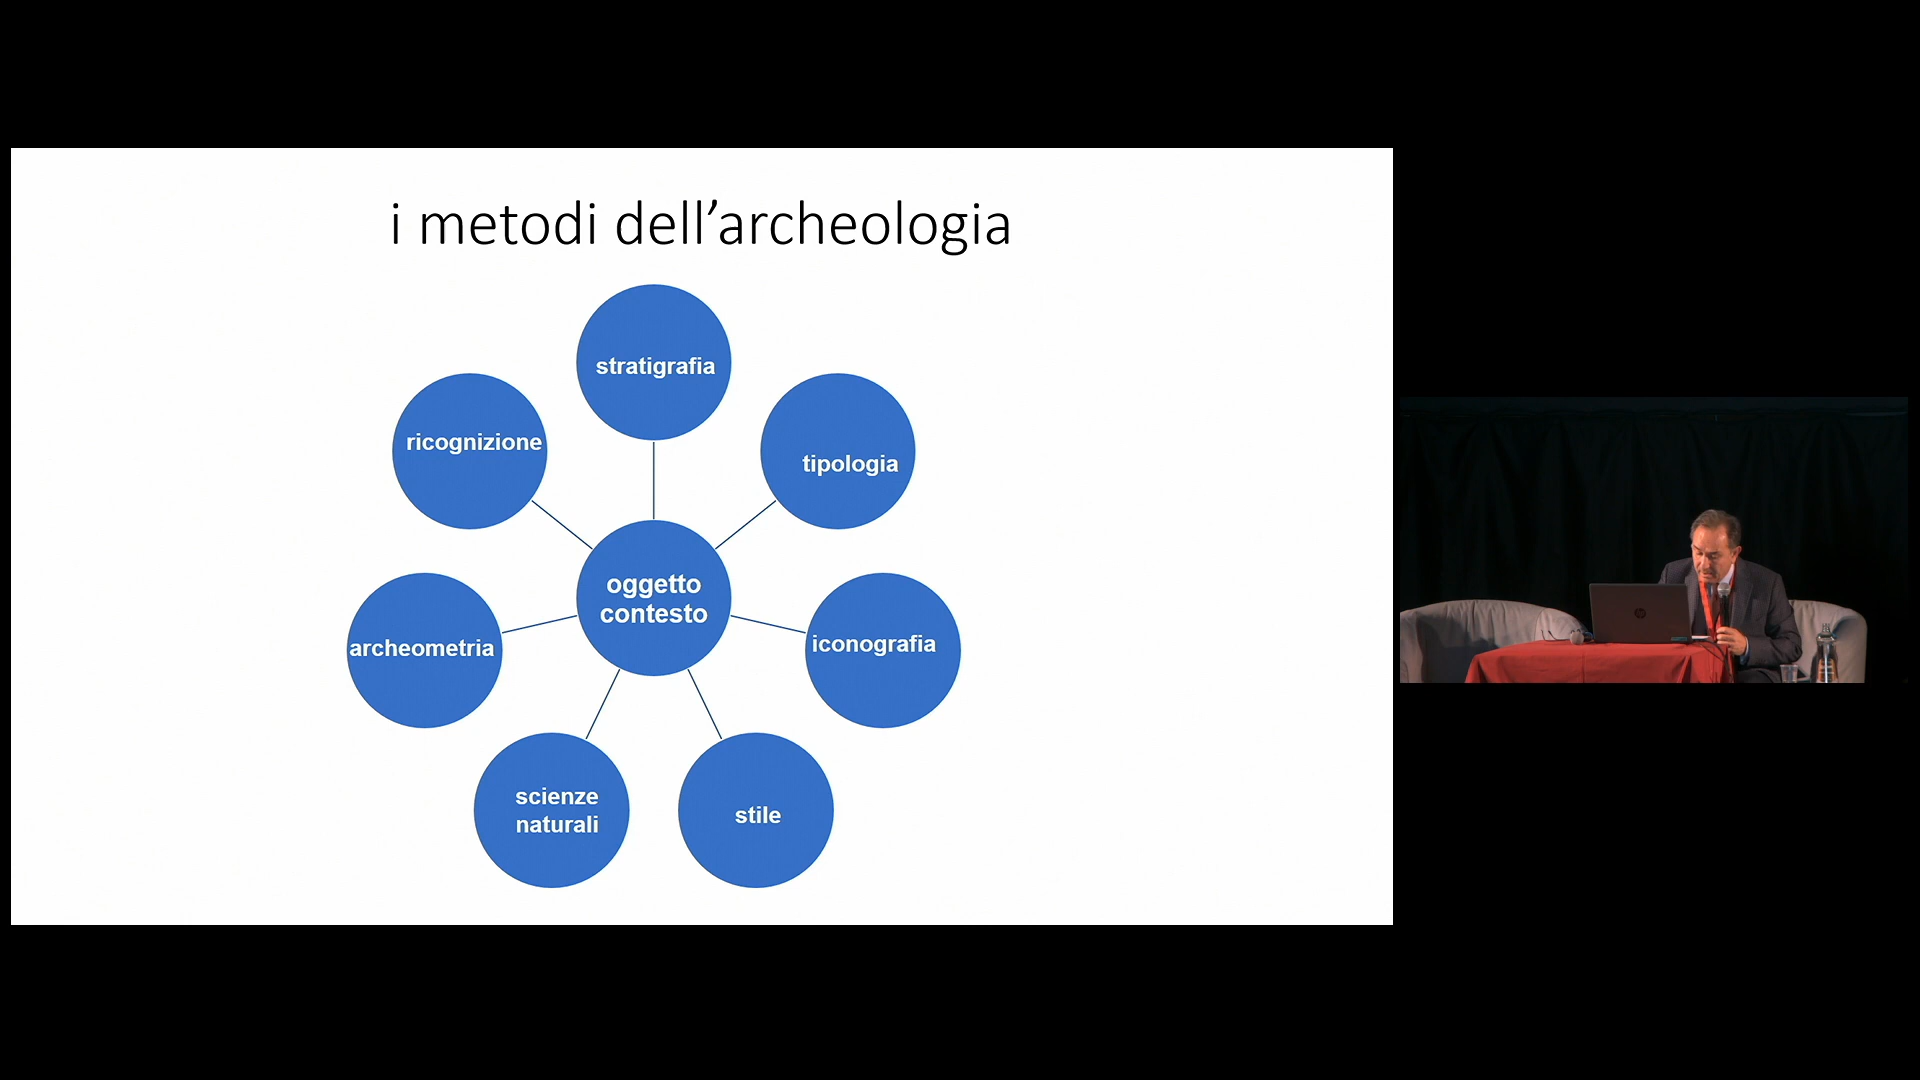 i metodi dell’archeologia
stratigrafia
ricognizione
tipologia
oggetto
contesto
archeometria
iconografia
scienze
naturali
stile